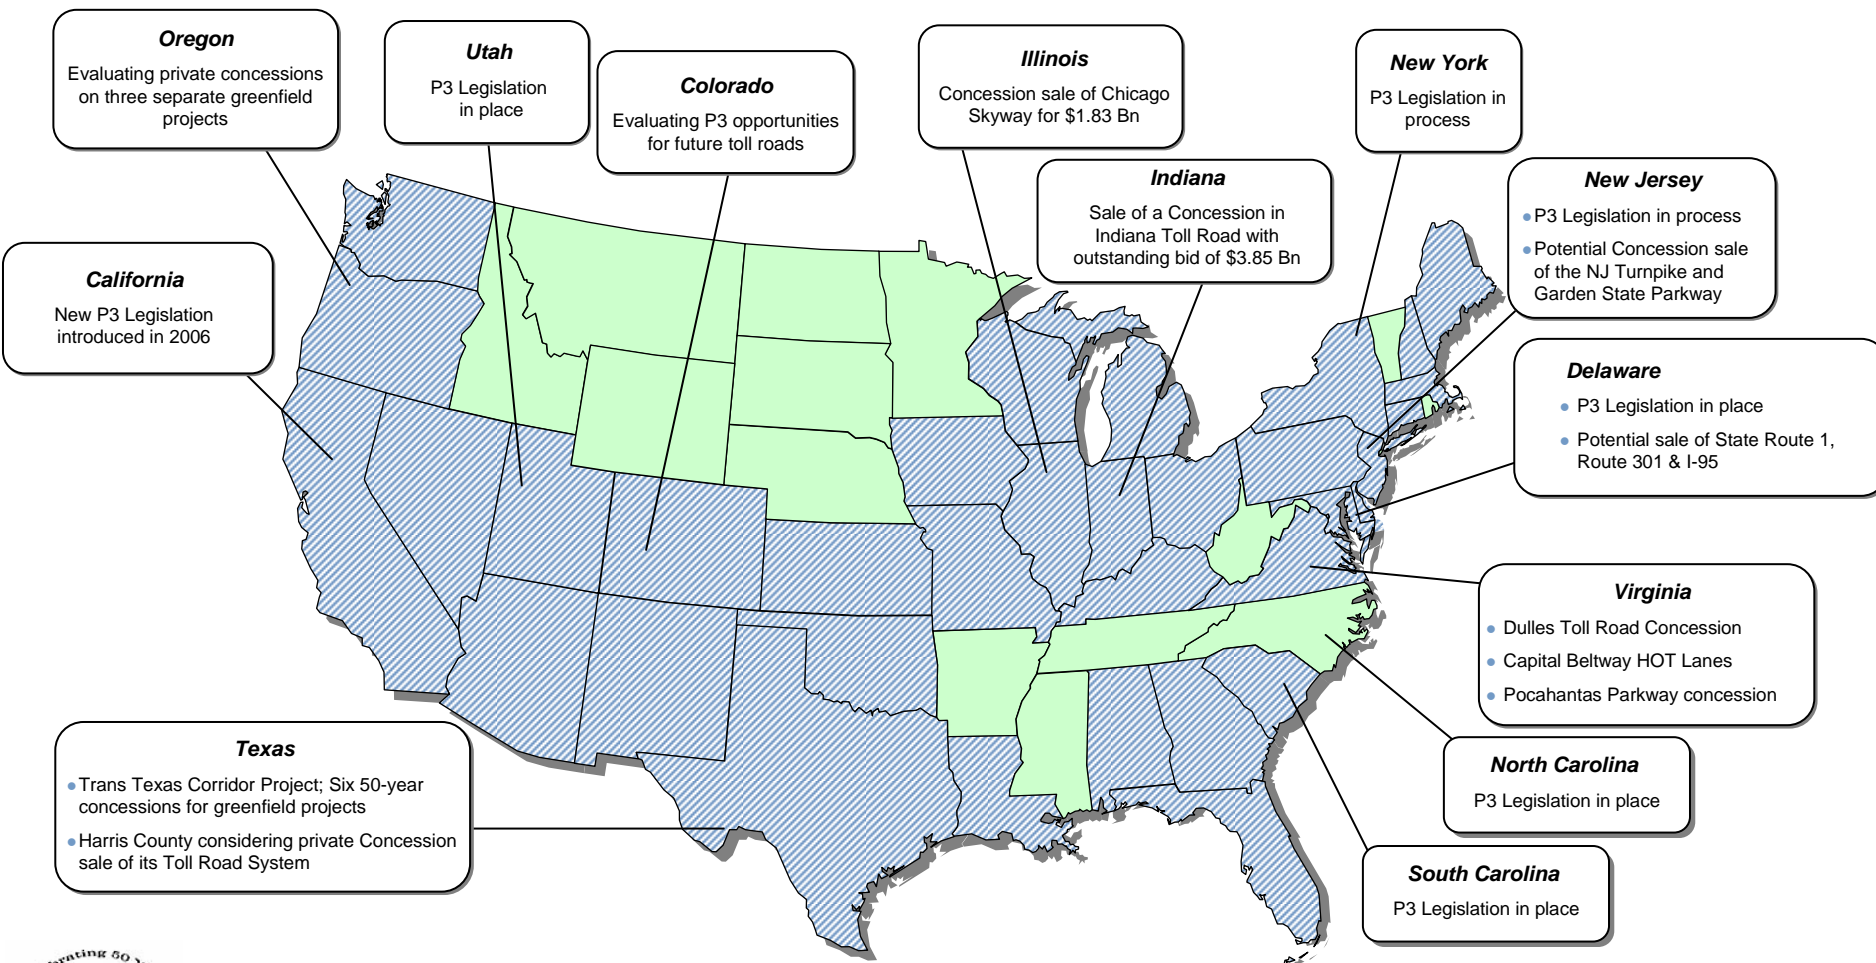 Oregon
Evaluating private concessions
on three separate greenfield
projects
Utah
P3 Legislation
in place
Colorado
Evaluating P3 opportunities
for future toll roads
Illinois
Concession sale of Chicago
Skyway for $1.83 Bn
New York
P3 Legislation in
process
Indiana
Sale of a Concession in
Indiana Toll Road with
outstanding bid of $3.85 Bn
New Jersey
• P3 Legislation in process
• Potential Concession sale
of the NJ Turnpike and
Garden State Parkway
California
New P3 Legislation
introduced in 2006
Delaware
• P3 Legislation in place
• Potential sale of State Route 1,
Route 301 & I-95
Virginia
• Dulles Toll Road Concession
• Capital Beltway HOT Lanes
• Pocahantas Parkway concession
Texas
• Trans Texas Corridor Project; Six 50-year
concessions for greenfield projects
• Harris County considering private Concession
sale of its Toll Road System
North Carolina
P3 Legislation in place
South Carolina
P3 Legislation in place
50